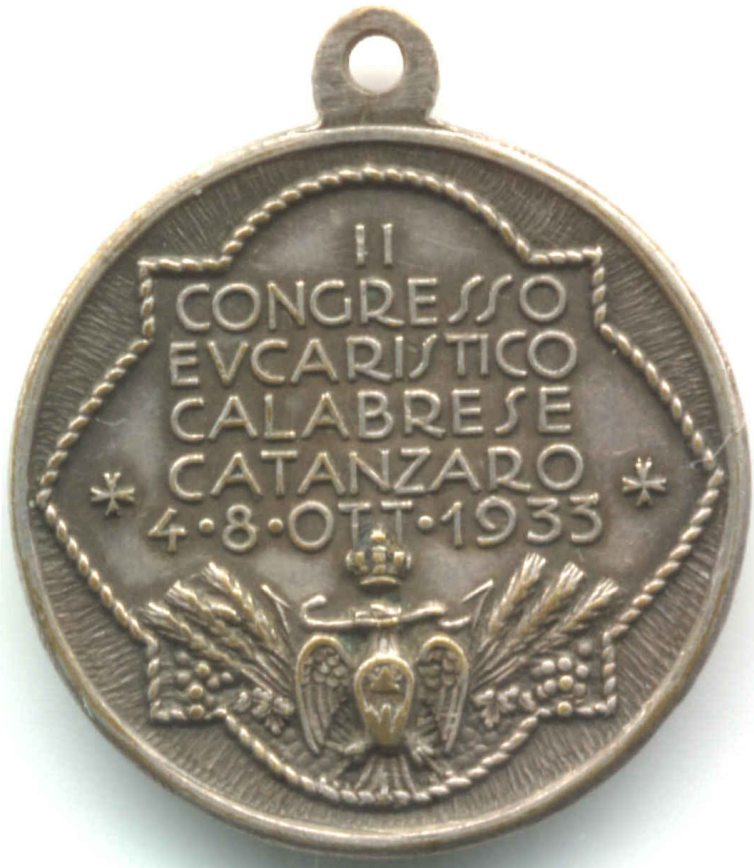 II
CONGRESSO
EVCARISTICO
CALABRESE
CATANZARO
4·8·OTT·1933